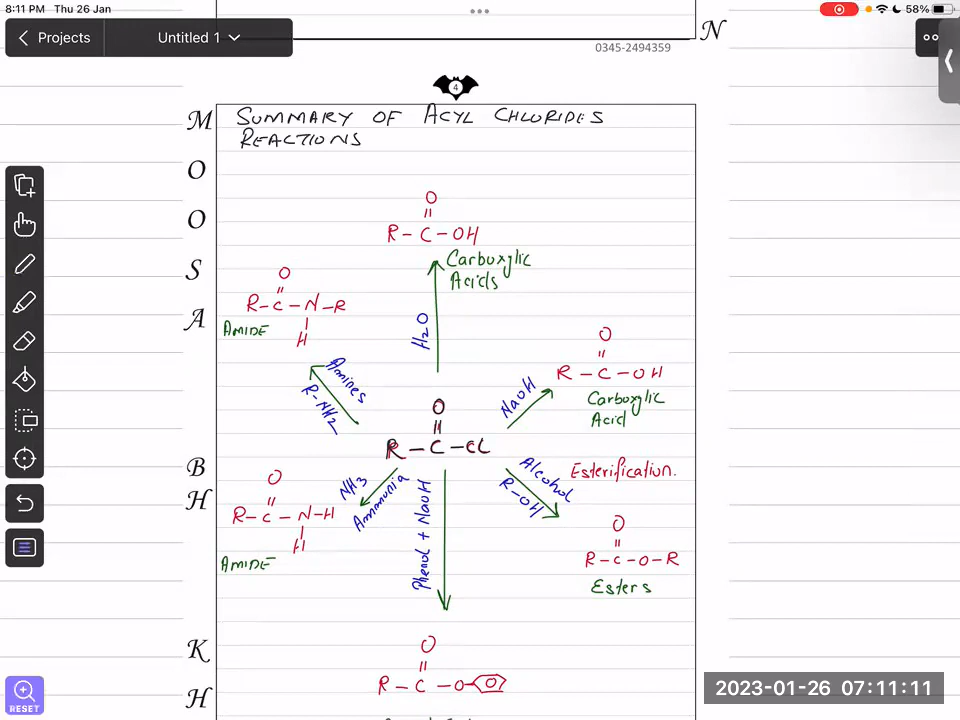 8:11 PM Thu 26 Jan
58%
Projects
Untitled 1
N
0345-2494359
4
M
O
O
S
A
B
H
K
H
SUMMARY OF ACYL CHLORIDES
REACTIONS
O
R-C-OH
Carboxylic
Acids
H2O
O
R-C-N-R
H
AMIDE
Amines
R-NH2
O
R-C-OH
Carboxylic
Acid
NaOH
O
R-C-CL
Alcohol
R-OH
Esterification.
O
R-C-O-R
Esters
NH3
Ammonia
O
R-C-N-H
H
AMIDE
Phenol + NaOH
O
R-C-O-
RESET
2023-01-26 07:11:11